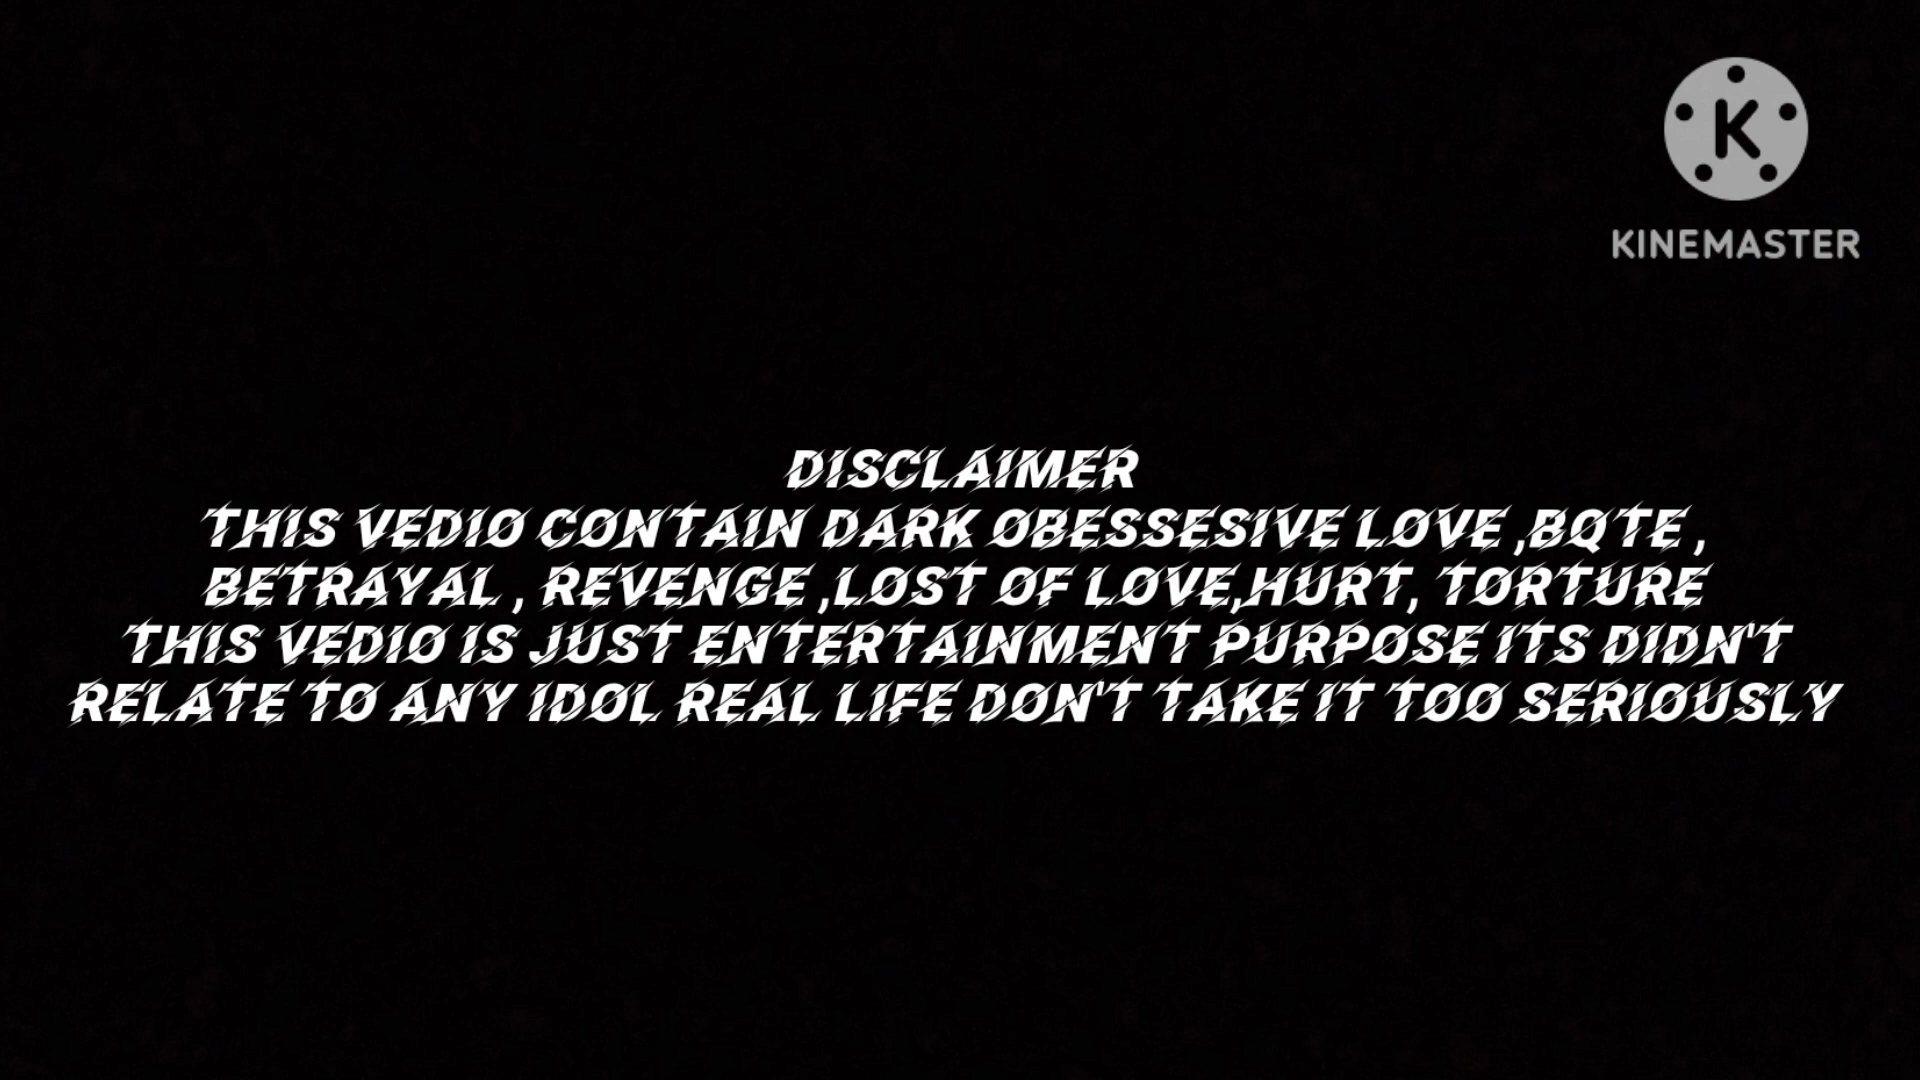 K
KINEMASTER
DISCLAIMER
THIS VEDIO CONTAIN DARK OBESSESIVE LOVE ,BQTE ,
BETRAYAL , REVENGE ,LOST OF LOVE,HURT, TORTURE
THIS VEDIO IS JUST ENTERTAINMENT PURPOSE ITS DIDN'T
RELATE TO ANY IDOL REAL LIFE DON'T TAKE IT TOO SERIOUSLY